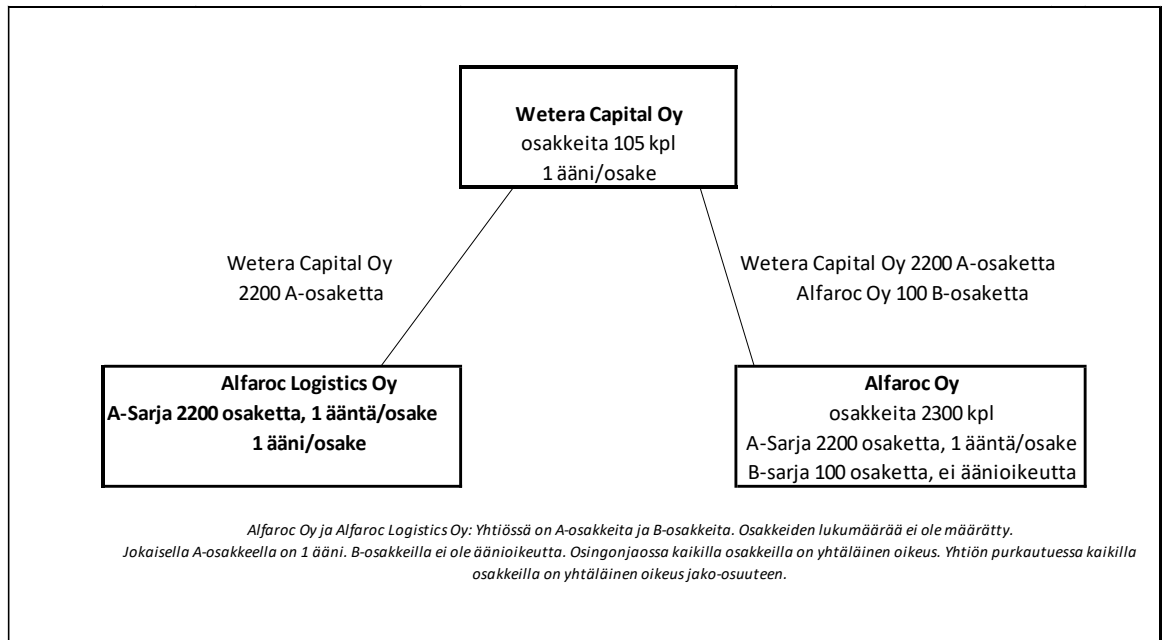 Wetera Capital Oy
osakkeita 105 kpl
1 ääni/osake
Wetera Capital Oy
2200 A-osaketta
Wetera Capital Oy 2200 A-osaketta
Alfaroc Oy 100 B-osaketta
Alfaroc Logistics Oy
A-Sarja 2200 osaketta, 1 ääntä/osake
1 ääni/osake
Alfaroc Oy
osakkeita 2300 kpl
A-Sarja 2200 osaketta, 1 ääntä/osake
B-sarja 100 osaketta, ei äänioikeutta
Alfaroc Oy ja Alfaroc Logistics Oy: Yhtiössä on A-osakkeita ja B-osakkeita. Osakkeiden lukumäärää ei ole määrätty.
Jokaisella A-osakkeella on 1 ääni. B-osakkeilla ei ole äänioikeutta. Osingonjaossa kaikilla osakkeilla on yhtäläinen oikeus. Yhtiön purkautuessa kaikilla
osakkeilla on yhtäläinen oikeus jako-osuuteen.